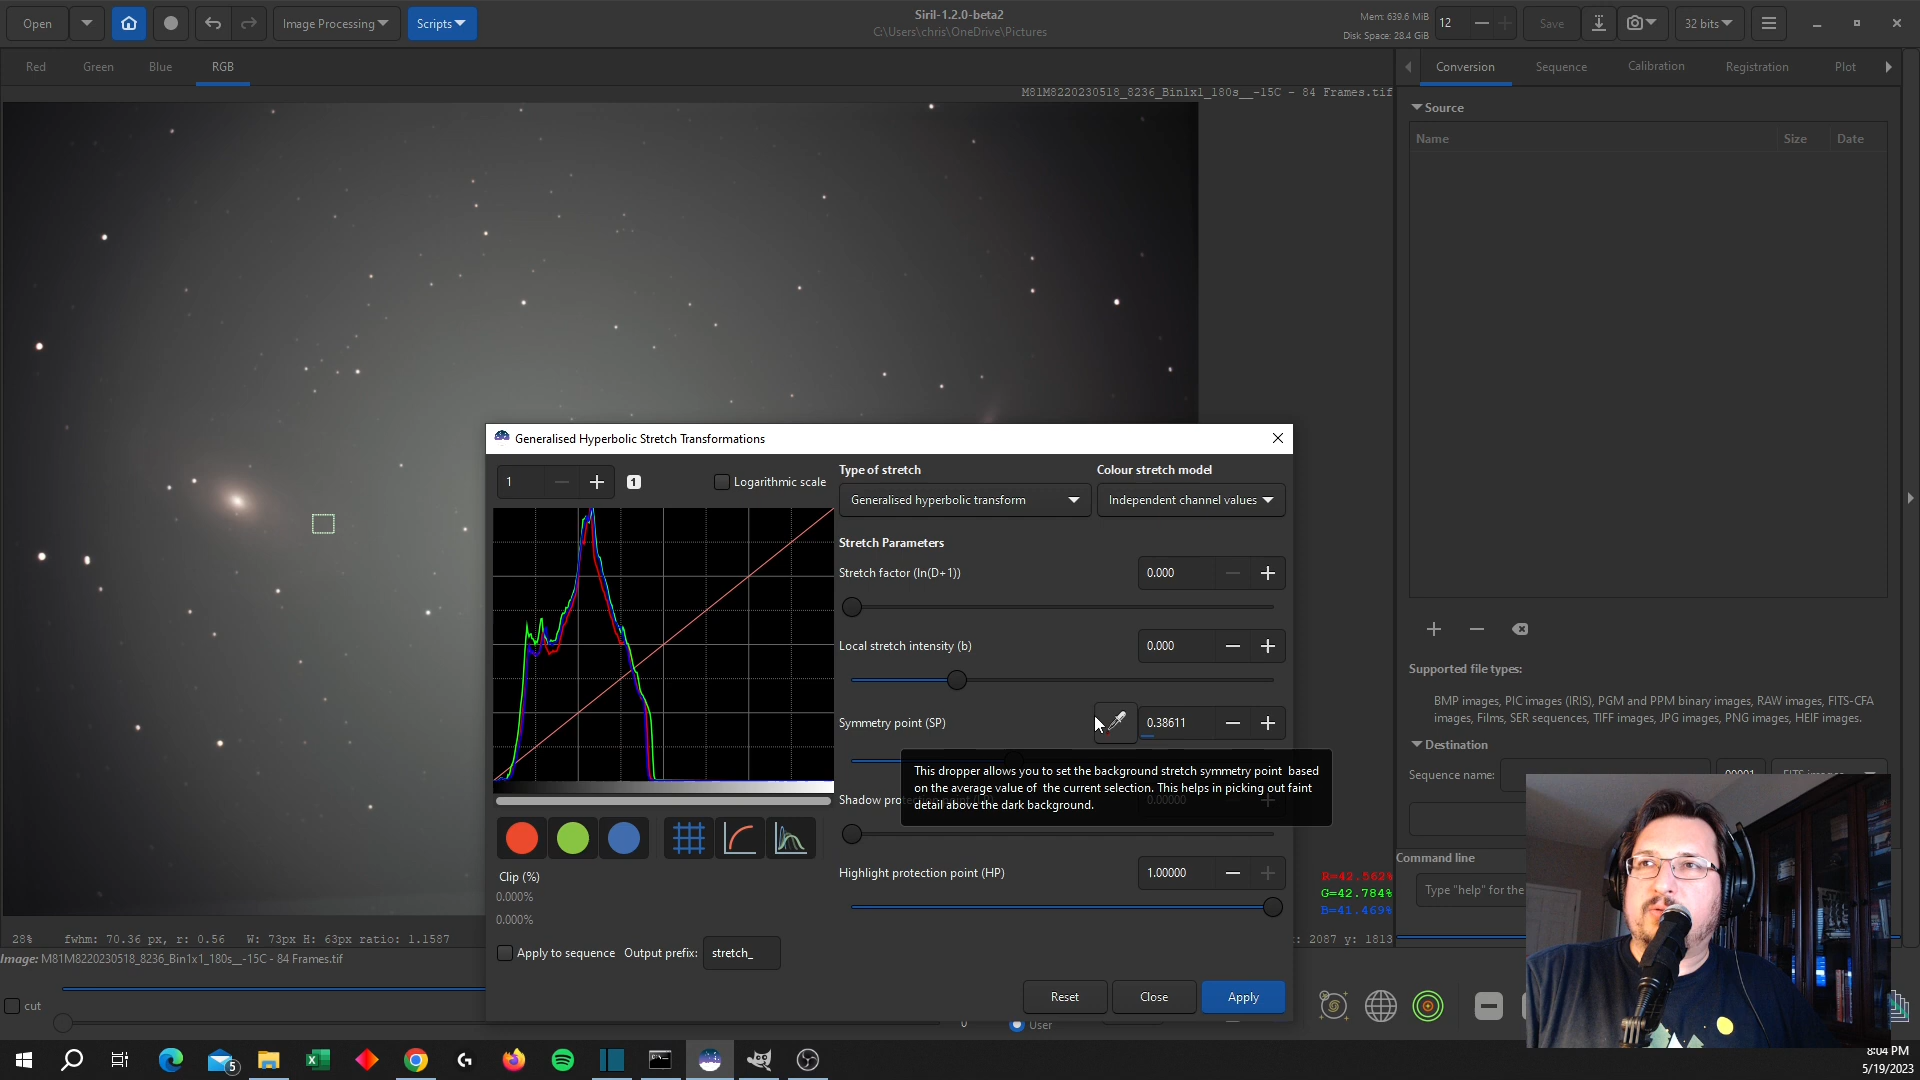 Open
Image Processing
Scripts
Siril-1.2.0-beta2
C:\Users\chris\OneDrive\Pictures
Mem: 639.6 MiB
Disk Space: 28.4 GiB
12
Save
32 bits
Red
Green
Blue
RGB
Conversion
Sequence
Calibration
Registration
Plot
M81M8220230518_8236_Bin1x1_180s__-15C - 84 Frames.tif
Source
Name
Size
Date
Generalised Hyperbolic Stretch Transformations
1
1
Logarithmic scale
Type of stretch
Colour stretch model
Generalised hyperbolic transform
Independent channel values
Stretch Parameters
Stretch factor (ln(D+1))
0.000
Local stretch intensity (b)
0.000
Symmetry point (SP)
0.38611
This dropper allows you to set the background stretch symmetry point based
on the average value of the current selection. This helps in picking out faint
detail above the dark background.
0.00000
Highlight protection point (HP)
1.00000
Clip (%)
0.000%
0.000%
Apply to sequence
Output prefix:
stretch_
Reset
Close
Apply
R=42.562%
G=42.784%
B=41.469%
: 2087 y: 1813
Supported file types:
BMP images, PIC images (IRIS), PGM and PPM binary images, RAW images, FITS-CFA
images, Films, SER sequences, TIFF images, JPG images, PNG images, HEIF images.
Destination
Sequence name:
Command line
Type "help" for the
28%
fwhm: 70.36 px, r: 0.56
W: 73px H: 63px ratio: 1.1587
Image: M81M8220230518_8236_Bin1x1_180s__-15C - 84 Frames.tif
cut
0
User
5
8:04 PM
5/19/2023